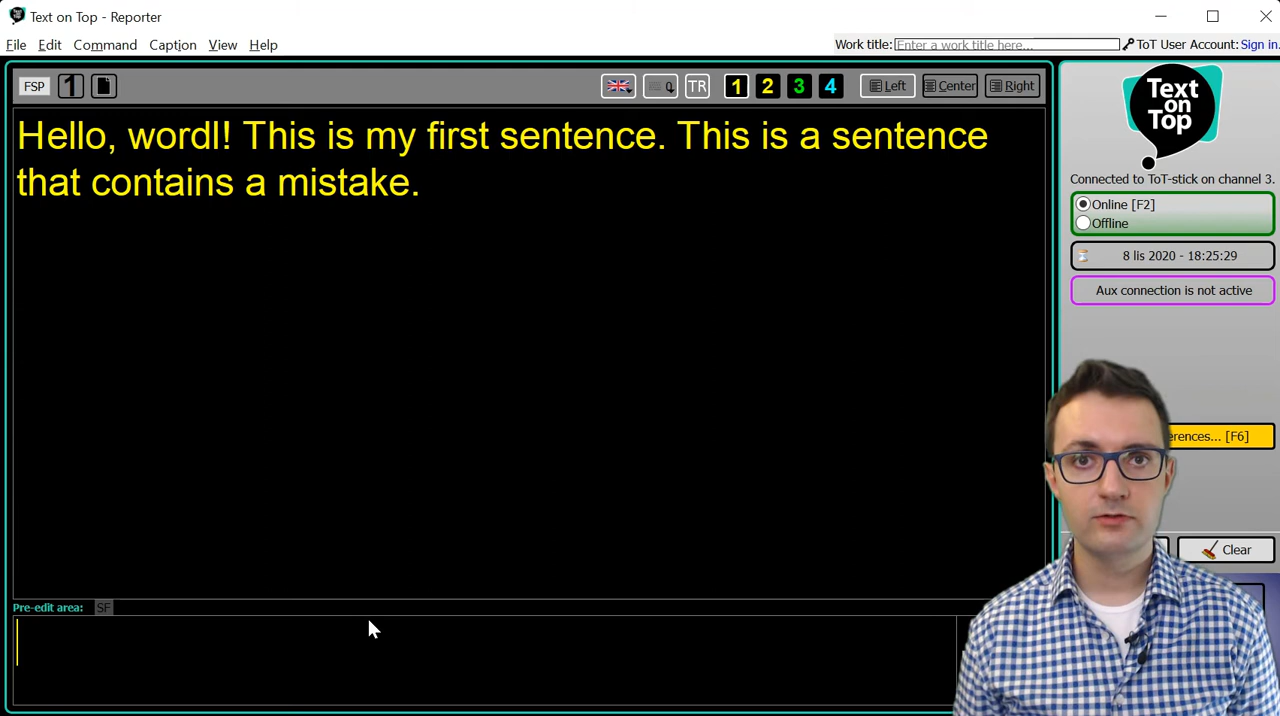 Text on Top - Reporter
File Edit Command Caption View Help
Work title: Enter a work title here... ToT User Account: Sign in.
FSP 1 TR 1 2 3 4 Left Center Right
Text
on
Top
Hello, wordl! This is my first sentence. This is a sentence
that contains a mistake.
Connected to ToT-stick on channel 3.
Online [F2]
Offline
8 lis 2020 - 18:25:29
Aux connection is not active
[F6]
Clear
Pre-edit area: SF